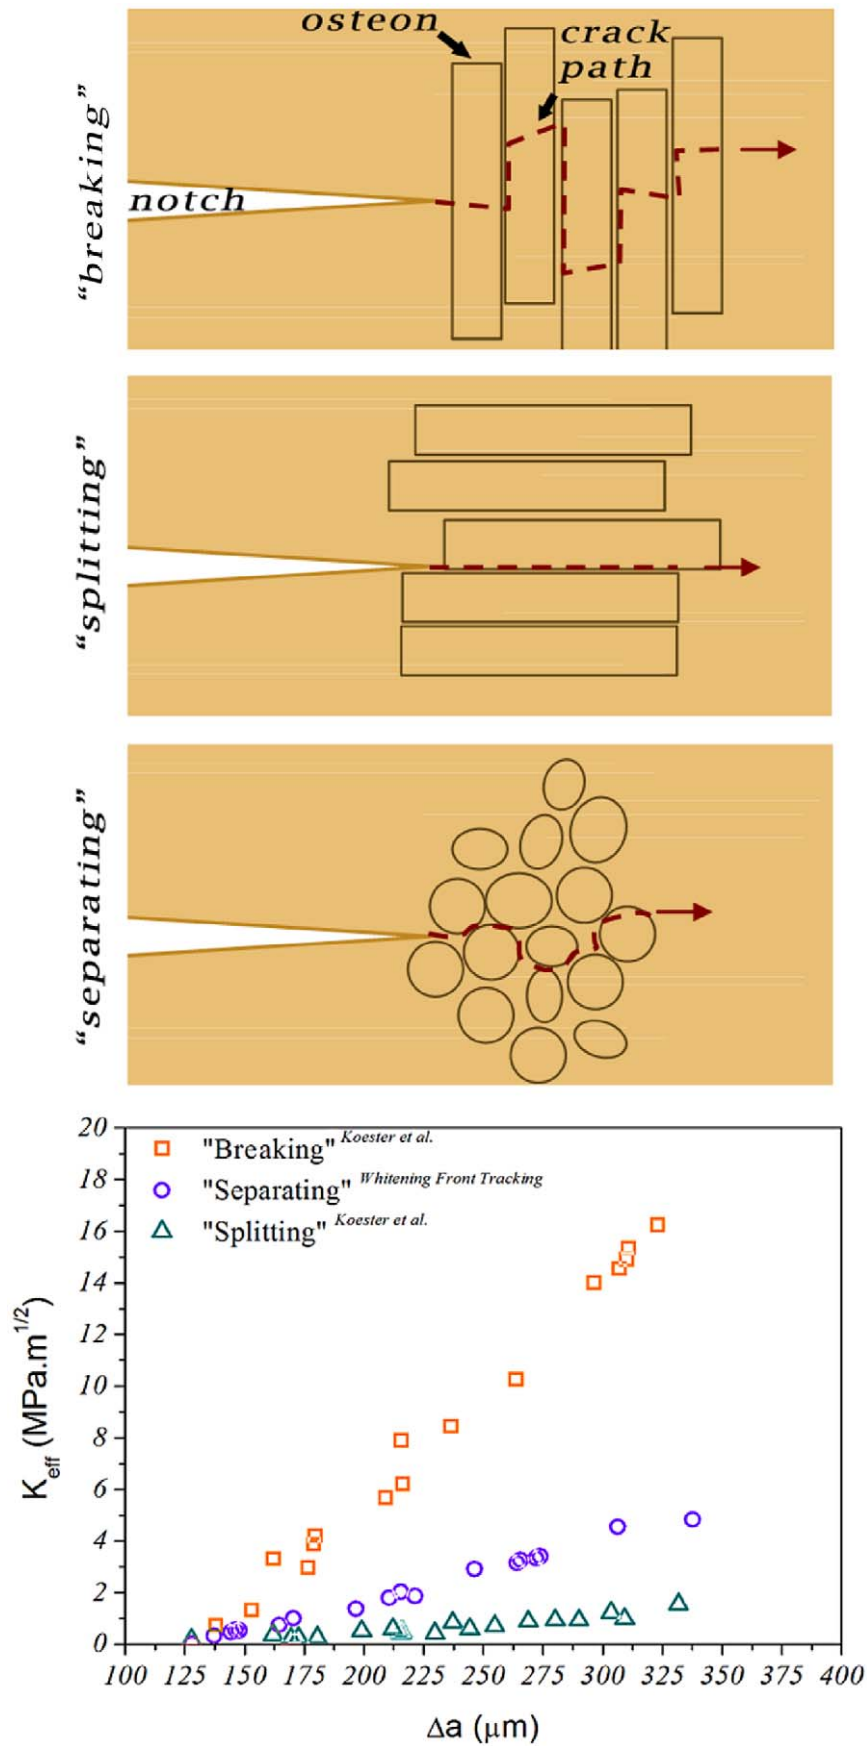 osteon
crack
path
notch
“breaking”
“splitting”
“separating”
"Breaking" Koester et al.
"Separating" Whitening Front Tracking
"Splitting" Koester et al.
20
18
16
14
12
10
8
6
4
2
0
K_eff (MPa.m^1/2)
100 125 150 175 200 225 250 275 300 325 350 375 400
Δa (μm)